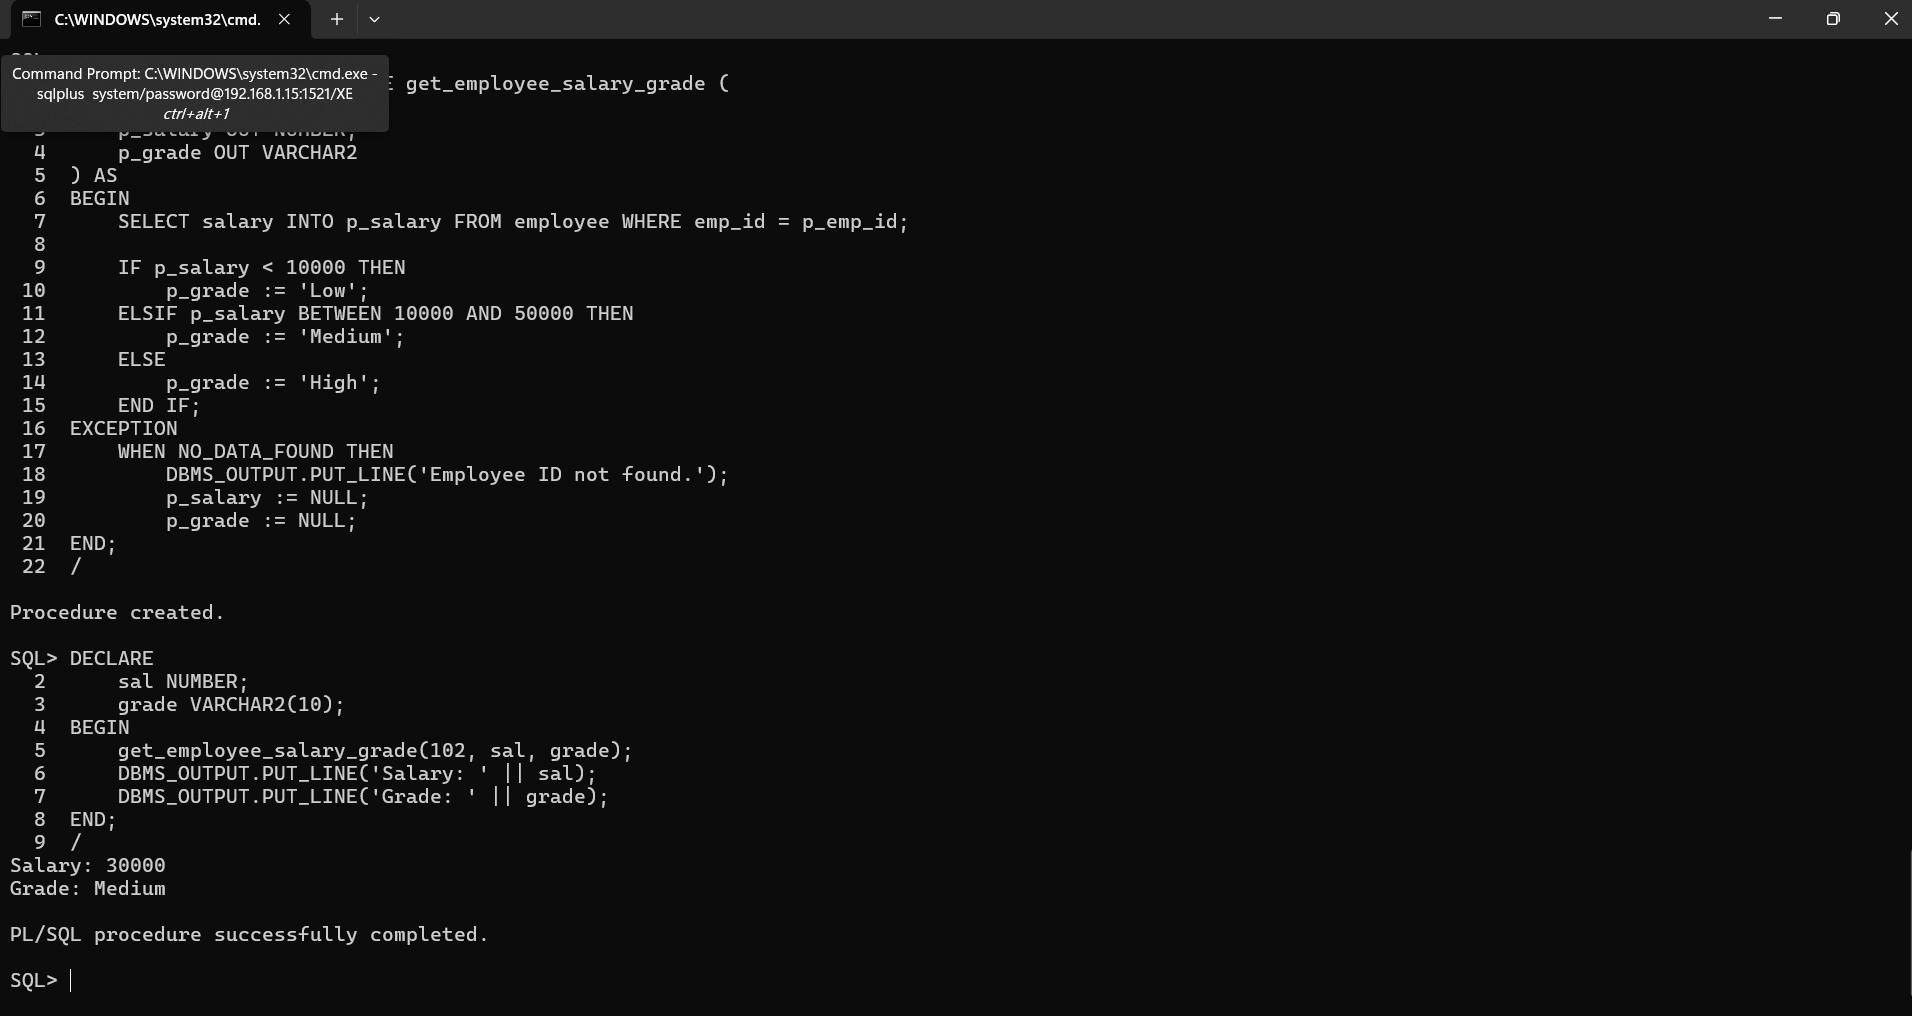 C:\WINDOWS\system32\cmd.
Command Prompt: C:\WINDOWS\system32\cmd.exe -
sqlplus system/password@192.168.1.15:1521/XE
ctrl+alt+1
get_employee_salary_grade (
3 p_salary OUT NUMBER,
4 p_grade OUT VARCHAR2
5 ) AS
6 BEGIN
7 SELECT salary INTO p_salary FROM employee WHERE emp_id = p_emp_id;
8
9 IF p_salary < 10000 THEN
10 p_grade := 'Low';
11 ELSIF p_salary BETWEEN 10000 AND 50000 THEN
12 p_grade := 'Medium';
13 ELSE
14 p_grade := 'High';
15 END IF;
16 EXCEPTION
17 WHEN NO_DATA_FOUND THEN
18 DBMS_OUTPUT.PUT_LINE('Employee ID not found.');
19 p_salary := NULL;
20 p_grade := NULL;
21 END;
22 /
Procedure created.
SQL> DECLARE
2 sal NUMBER;
3 grade VARCHAR2(10);
4 BEGIN
5 get_employee_salary_grade(102, sal, grade);
6 DBMS_OUTPUT.PUT_LINE('Salary: ' || sal);
7 DBMS_OUTPUT.PUT_LINE('Grade: ' || grade);
8 END;
9 /
Salary: 30000
Grade: Medium
PL/SQL procedure successfully completed.
SQL>